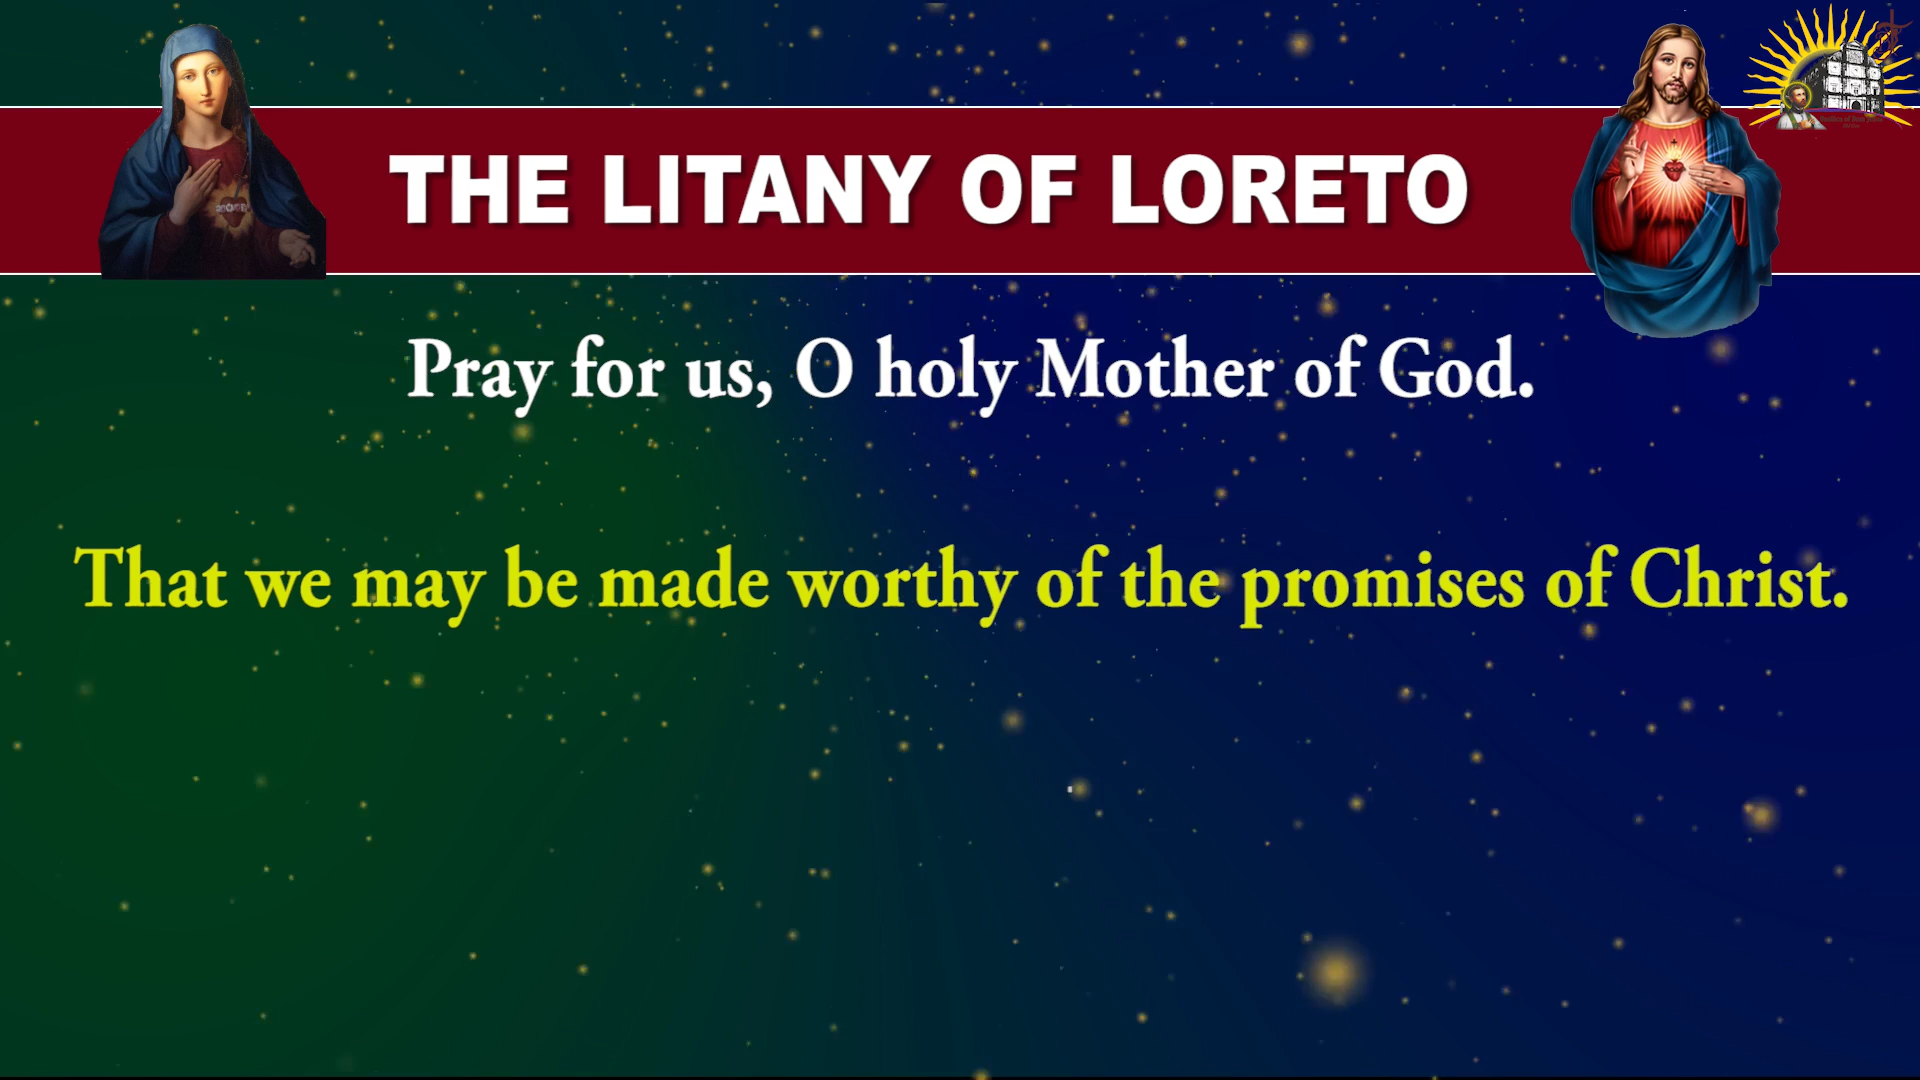 THE LITANY OF LORETO
Pray for us, O holy Mother of God.
That we may be made worthy of the promises of Christ.